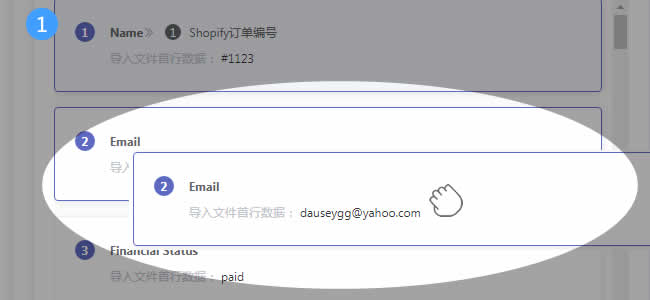 1
1 Name 1 Shopify订单编号
导入文件首行数据： #1123
2 Email
导入
2 Email
导入文件首行数据： dauseygg@yahoo.com
3 Financial Status
导入文件首行数据： paid